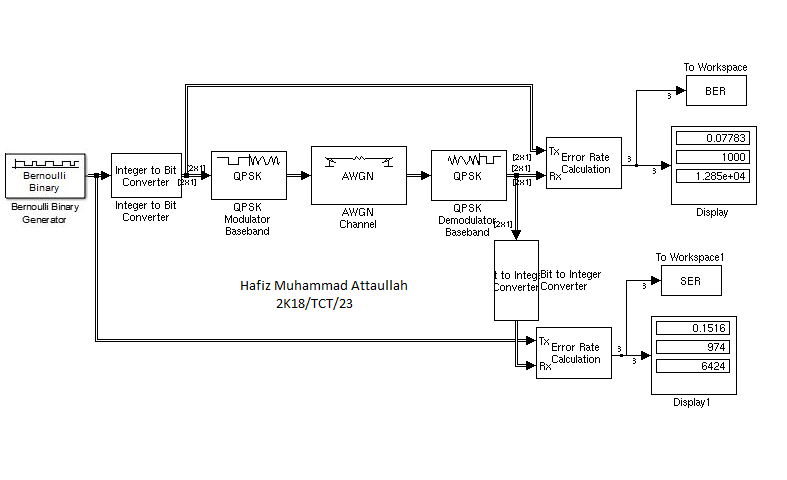 To Workspace
BER
3
0.07783
1000
1.285e+04
Display
Tx
Rx
Error Rate
Calculation
3
3
Bernoulli
Binary
Bernoulli Binary
Generator
Integer to Bit
Converter
Integer to Bit
Converter
[2x1]
[2x1]
QPSK
QPSK
Modulator
Baseband
AWGN
AWGN
Channel
QPSK
QPSK
Demodulator
Baseband
[2x1]
[2x1]
[2x1]
t to Integ
Converter
Bit to Integer
Converter
Hafiz Muhammad Attaullah
2K18/TCT/23
To Workspace1
SER
3
Tx
Rx
Error Rate
Calculation
3
3
0.1516
974
6424
Display1